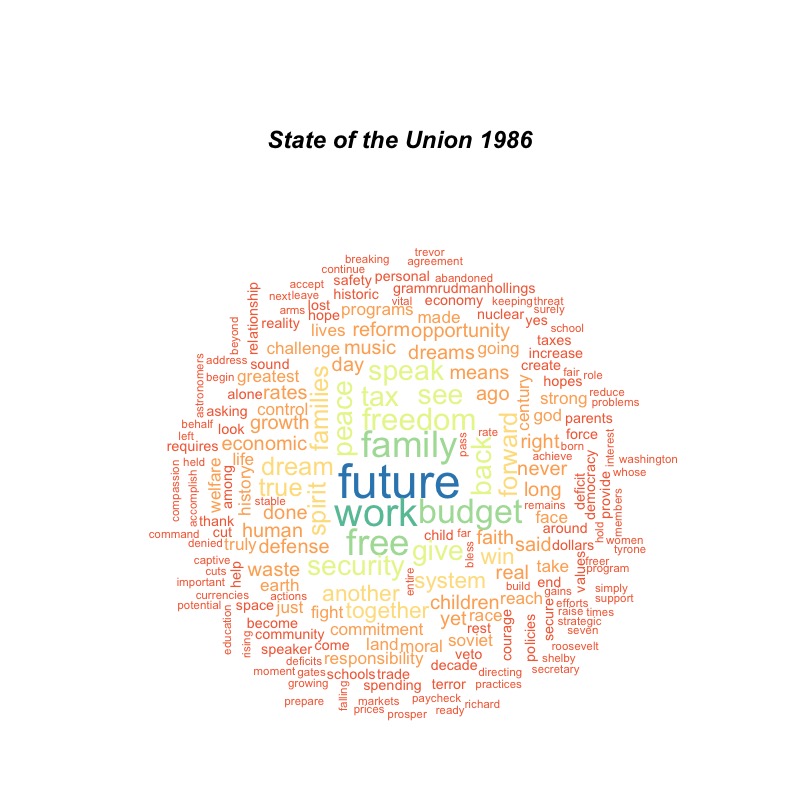 State of the Union 1986
trevor
breaking
agreement
continue
safety personal abandoned
accept
grammrudmanhollings
next leave historic
vital economy keeping threat
relationship
arms lost
hope programs made nuclear surely
reality yes school
beyond
lives reform opportunity
taxes
challenge music dreams going increase
address sound day speak means create fair role
astronomers
begin greatest
families
peace
tax see ago
century
hopes reduce
alone rates strong problems
asking control freedom god parents
behalf look growth
left
requires economic family pass rate back forward right born force
achieve
interest
washington
compassion
held
accomplish
welfare
among
life
history
dream future never whose
true long deficit democracy provide members
stable
spirit
work budget remains
thank done face
command cut human child far faith around hold women
denied truly defense free give said dollars tyrone
bless
captive security win values freer
cuts help waste real take program
important earth entire system build end simply
currencies actions another gains support
potential space just together children reach efforts
education
become fight yet race secure raise times
rising
community commitment rest courage policies strategic
seven
speaker come land moral soviet
deficits responsibility veto roosevelt
shelby
moment gates schools trade decade directing secretary
growing spending terror practices
falling
prepare markets paycheck
prices prosper ready richard